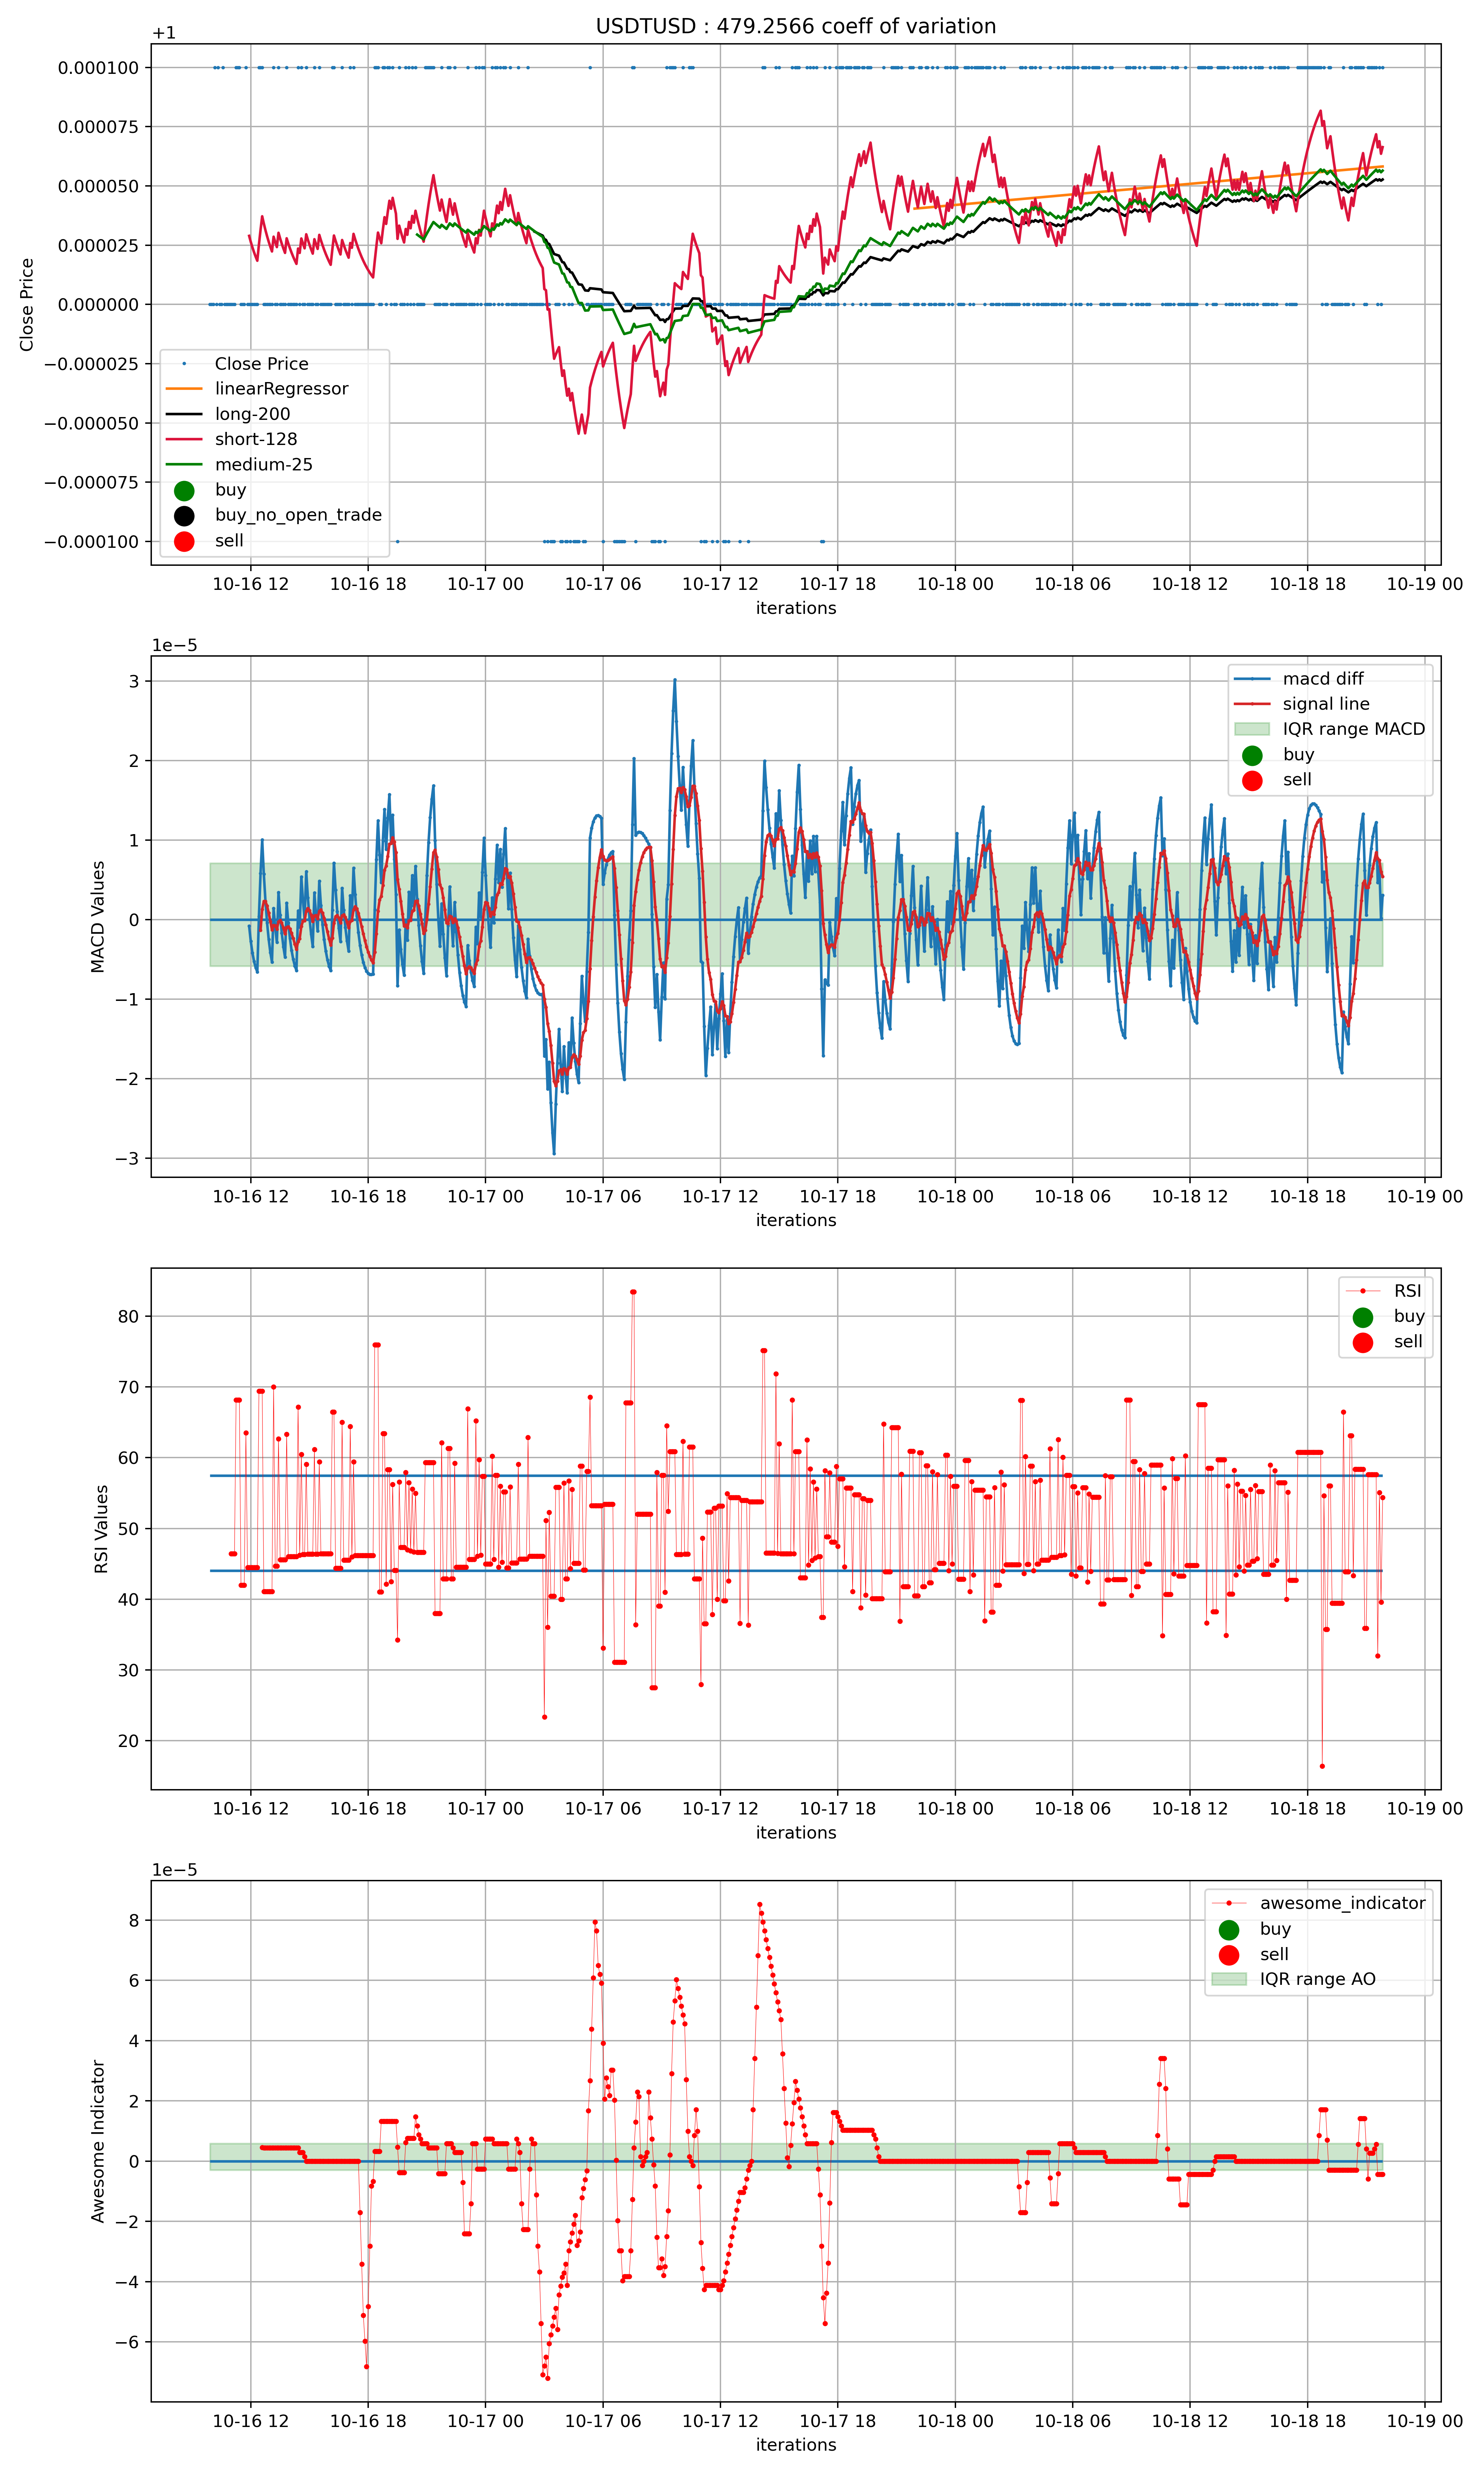 USDTUSD : 479.2566 coeff of variation
+1
0.000100
0.000075
0.000050
0.000025
0.000000
−0.000025
−0.000050
−0.000075
−0.000100
Close Price
Close Price
linearRegressor
long-200
short-128
medium-25
buy
buy_no_open_trade
sell
10-16 12 10-16 18 10-17 00 10-17 06 10-17 12 10-17 18 10-18 00 10-18 06 10-18 12 10-18 18 10-19 00
iterations
1e−5
3
2
1
0
−1
−2
−3
MACD Values
macd diff
signal line
IQR range MACD
buy
sell
10-16 12 10-16 18 10-17 00 10-17 06 10-17 12 10-17 18 10-18 00 10-18 06 10-18 12 10-18 18 10-19 00
iterations
80
70
60
50
40
30
20
RSI Values
RSI
buy
sell
10-16 12 10-16 18 10-17 00 10-17 06 10-17 12 10-17 18 10-18 00 10-18 06 10-18 12 10-18 18 10-19 00
iterations
1e−5
8
6
4
2
0
−2
−4
−6
Awesome Indicator
awesome_indicator
buy
sell
IQR range AO
10-16 12 10-16 18 10-17 00 10-17 06 10-17 12 10-17 18 10-18 00 10-18 06 10-18 12 10-18 18 10-19 00
iterations